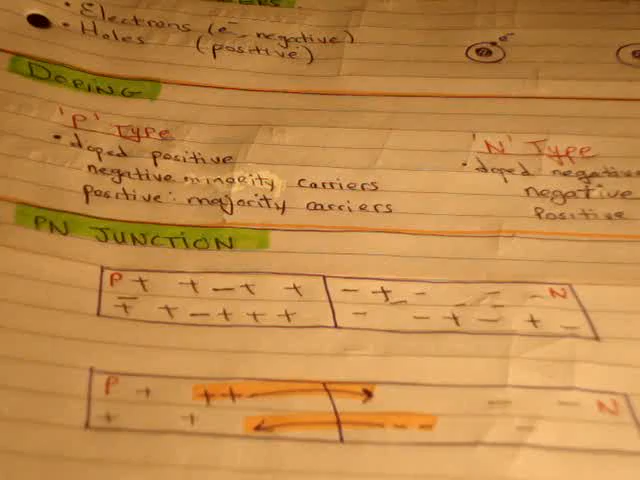 • Electrons (e⁻ negative)
• Holes (positive)
e⁻
DOPING
'P' Type
'N' Type
• doped positive
negative: minority carriers
positive: majority carriers
• doped negative
negative
positive
PN JUNCTION
P + + - + + - + - - - - - N
+ + - + + + - - + - + -
P + + + - - N
+ + - - -